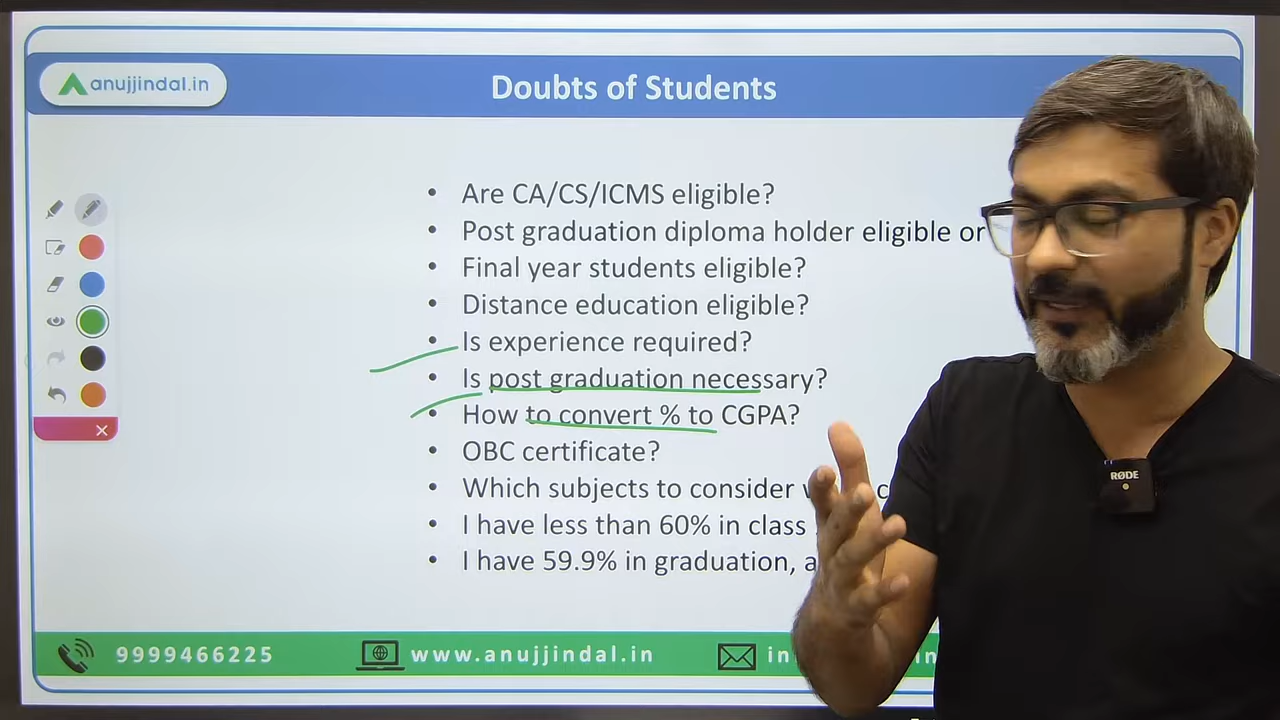 anujjindal.in
Doubts of Students
• Are CA/CS/ICMS eligible?
• Post graduation diploma holder eligible or
• Final year students eligible?
• Distance education eligible?
• Is experience required?
• Is post graduation necessary?
• How to convert % to CGPA?
• OBC certificate?
• Which subjects to consider
• I have less than 60% in class
• I have 59.9% in graduation,
RØDE
9999466225
www.anujjindal.in